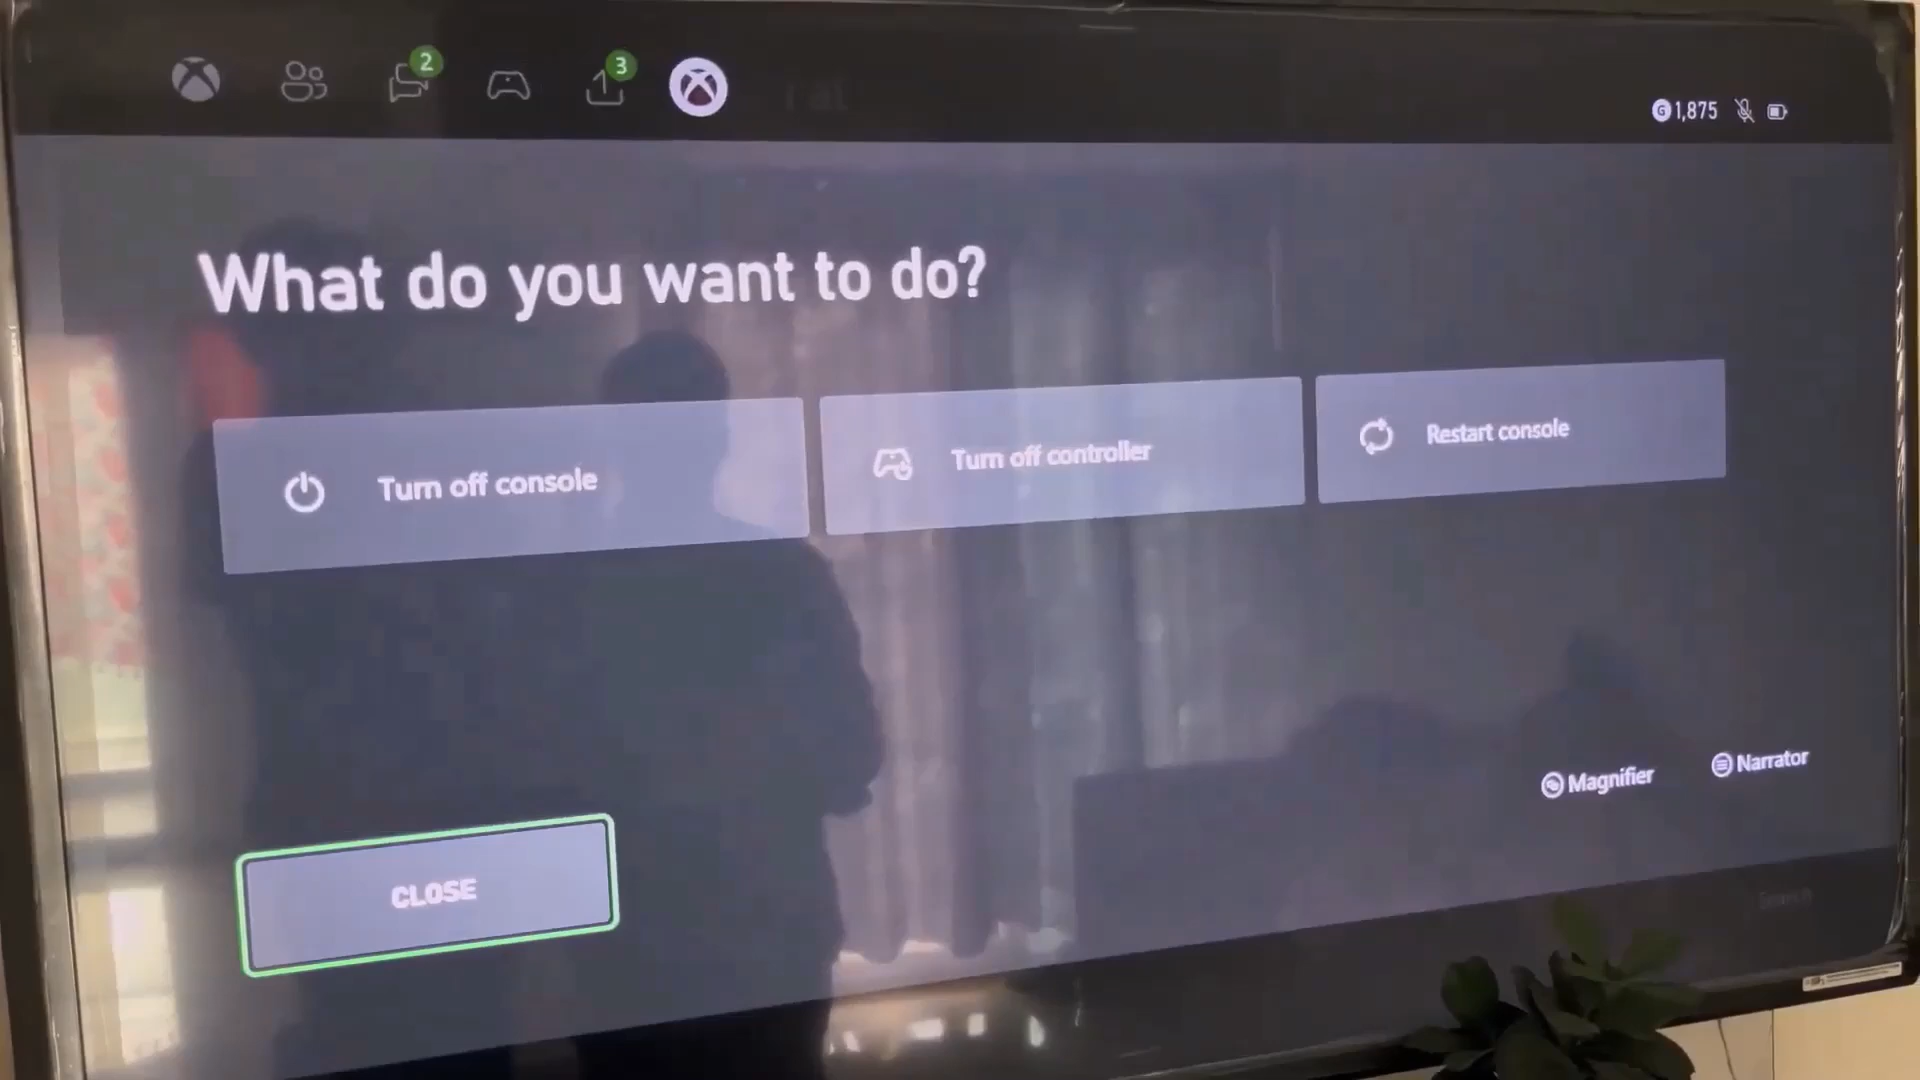 2
3
G 1,875
What do you want to do?
Turn off console
Turn off controller
Restart console
Magnifier
Narrator
CLOSE